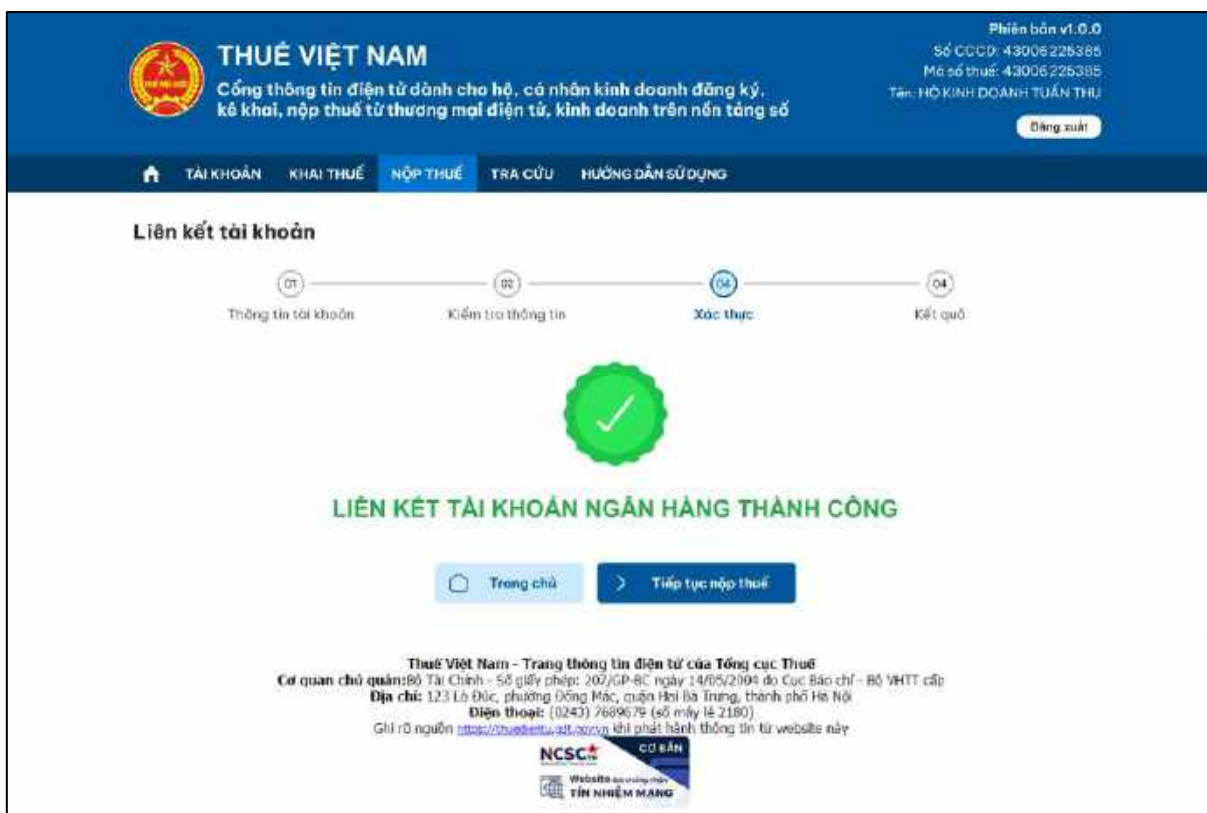 Phiên bản v1.0.0
THUẾ VIỆT NAM
Số CCCD: 43006225385
Cổng thông tin điện tử dành cho hộ, cá nhân kinh doanh đăng ký,
Mã số thuế: 43006225385
kê khai, nộp thuế từ thương mại điện tử, kinh doanh trên nền tảng số
Tên: HỘ KINH DOANH TUẤN THU
Đăng xuất
TÀI KHOẢN KHAI THUẾ NỘP THUẾ TRA CỨU HƯỚNG DẪN SỬ DỤNG
Liên kết tài khoản
01 02 04
Thông tin tài khoản Kiểm tra thông tin Xác thực Kết quả
LIÊN KẾT TÀI KHOẢN NGÂN HÀNG THÀNH CÔNG
Trang chủ Tiếp tục nộp thuế
Thuế Việt Nam - Trang thông tin điện tử của Tổng cục Thuế
Cơ quan chủ quản: Bộ Tài Chính - Số giấy phép: 207/GP-BC ngày 14/05/2004 do Cục Báo chí - Bộ VHTT cấp
Địa chỉ: 123 Lò Đúc, phường Đống Mác, quận Hai Bà Trưng, thành phố Hà Nội
Điện thoại: (0243) 7689679 (số máy lẻ 2180)
Ghi rõ nguồn https://thuedientu.gdt.gov.vn khi phát hành thông tin từ website này
NCSC CƠ BẢN
Website
TÍN NHIỆM MẠNG